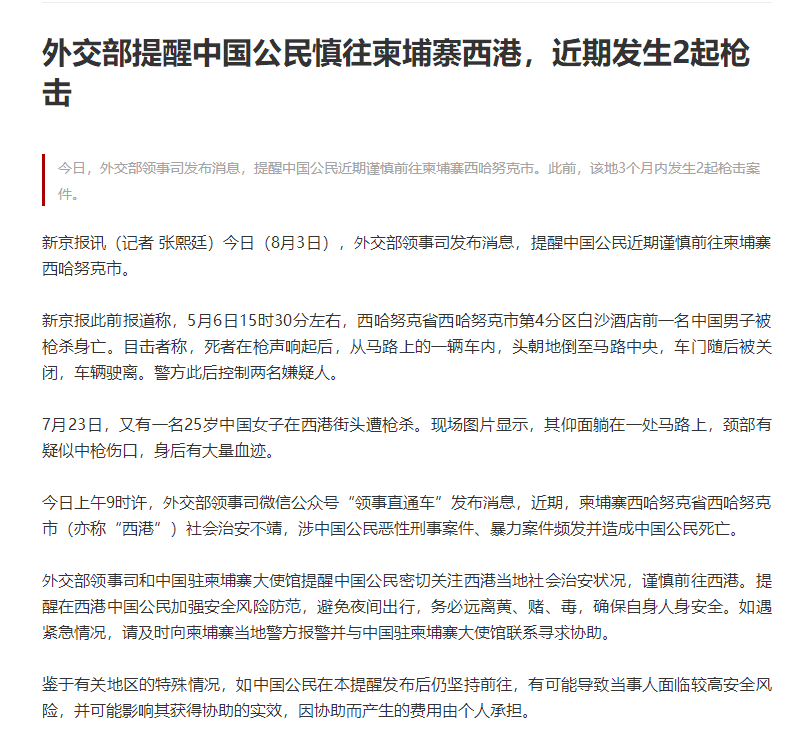 外交部提醒中国公民慎往柬埔寨西港，近期发生2起枪
击
今日，外交部领事司发布消息，提醒中国公民近期谨慎前往柬埔寨西哈努克市。此前，该地3个月内发生2起枪击案
件。
新京报讯（记者 张熙廷）今日（8月3日），外交部领事司发布消息，提醒中国公民近期谨慎前往柬埔寨
西哈努克市。
新京报此前报道称，5月6日15时30分左右，西哈努克省西哈努克市第4分区白沙酒店前一名中国男子被
枪杀身亡。目击者称，死者在枪声响起后，从马路上的一辆车内，头朝地倒至马路中央，车门随后被关
闭，车辆驶离。警方此后控制两名嫌疑人。
7月23日，又有一名25岁中国女子在西港街头遭枪杀。现场图片显示，其仰面躺在一处马路上，颈部有
疑似中枪伤口，身后有大量血迹。
今日上午9时许，外交部领事司微信公众号“领事直通车”发布消息，近期，柬埔寨西哈努克省西哈努克
市（亦称“西港”）社会治安不靖，涉中国公民恶性刑事案件、暴力案件频发并造成中国公民死亡。
外交部领事司和中国驻柬埔寨大使馆提醒中国公民密切关注西港当地社会治安状况，谨慎前往西港。提
醒在西港中国公民加强安全风险防范，避免夜间出行，务必远离黄、赌、毒，确保自身人身安全。如遇
紧急情况，请及时向柬埔寨当地警方报警并与中国驻柬埔寨大使馆联系寻求协助。
鉴于有关地区的特殊情况，如中国公民在本提醒发布后仍坚持前往，有可能导致当事人面临较高安全风
险，并可能影响其获得协助的实效，因协助而产生的费用由个人承担。